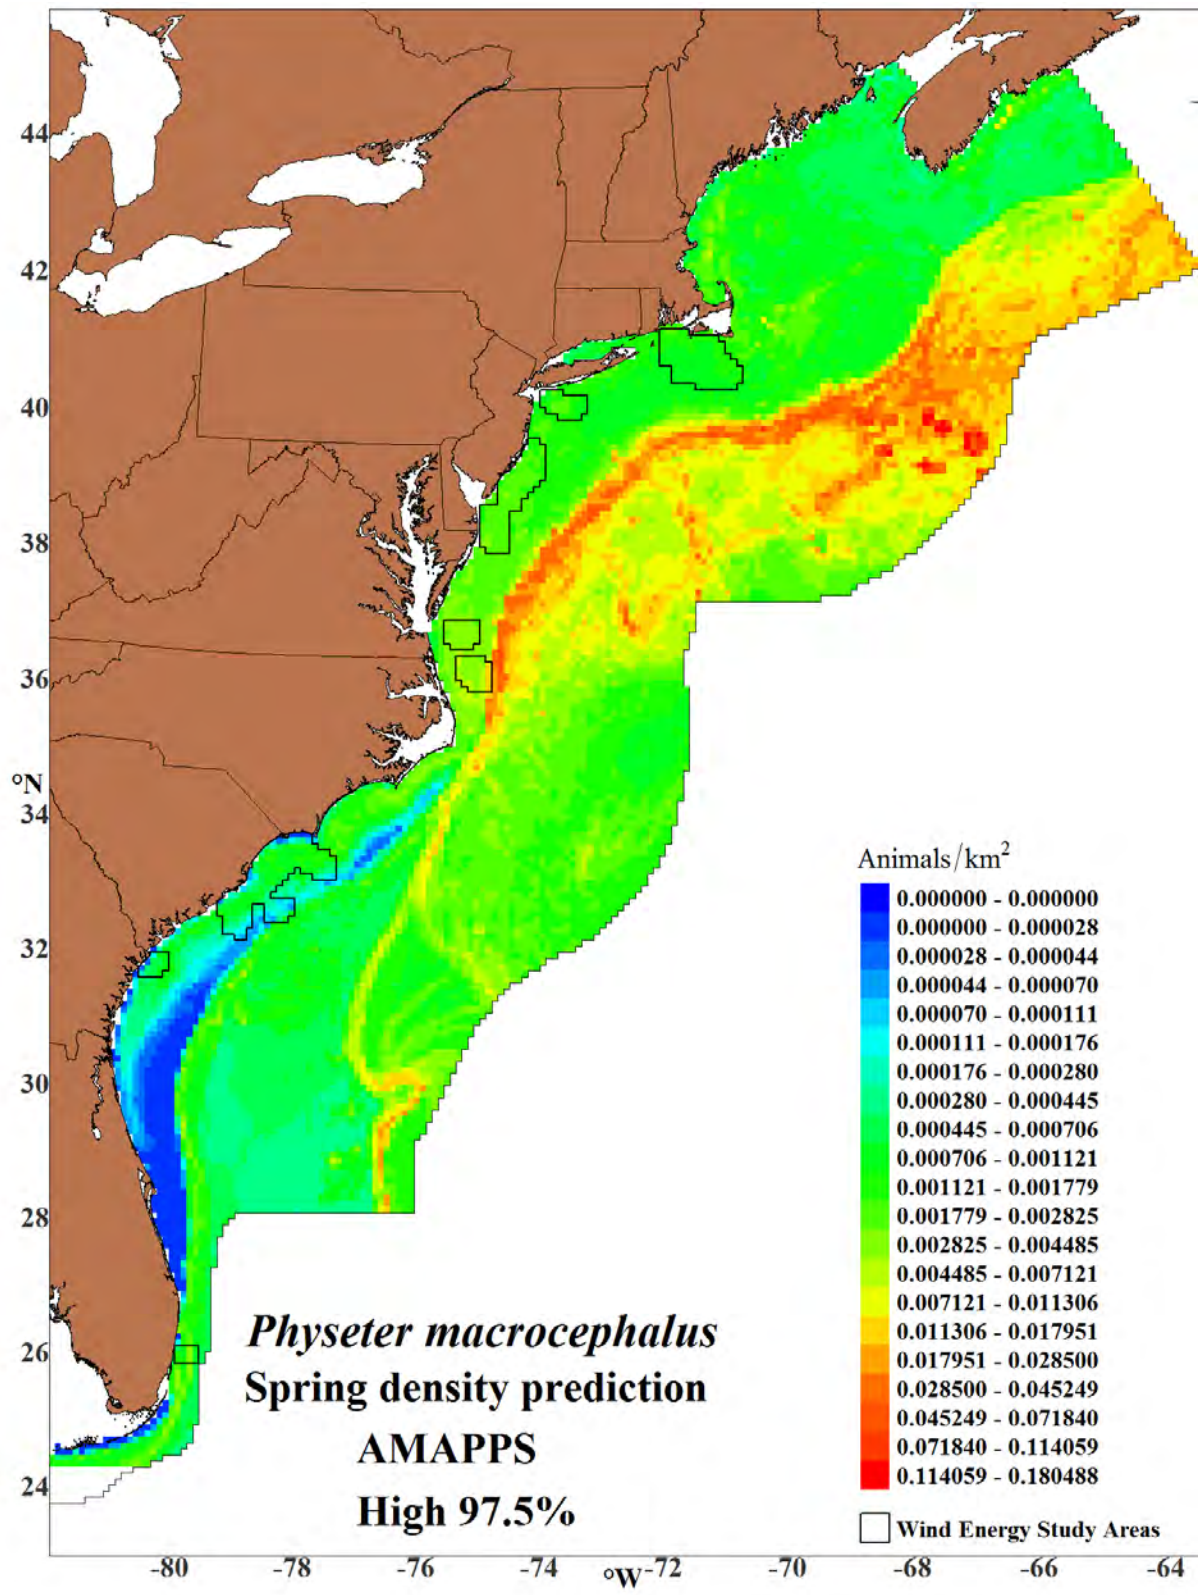 44
42
40
38
36
°N
34
32
30
28
26
24
Animals/km²
0.000000 - 0.000000
0.000000 - 0.000028
0.000028 - 0.000044
0.000044 - 0.000070
0.000070 - 0.000111
0.000111 - 0.000176
0.000176 - 0.000280
0.000280 - 0.000445
0.000445 - 0.000706
0.000706 - 0.001121
0.001121 - 0.001779
0.001779 - 0.002825
0.002825 - 0.004485
0.004485 - 0.007121
0.007121 - 0.011306
0.011306 - 0.017951
0.017951 - 0.028500
0.028500 - 0.045249
0.045249 - 0.071840
0.071840 - 0.114059
0.114059 - 0.180488
Wind Energy Study Areas
Physeter macrocephalus
Spring density prediction
AMAPPS
High 97.5%
-80 -78 -76 -74 °W -72 -70 -68 -66 -64